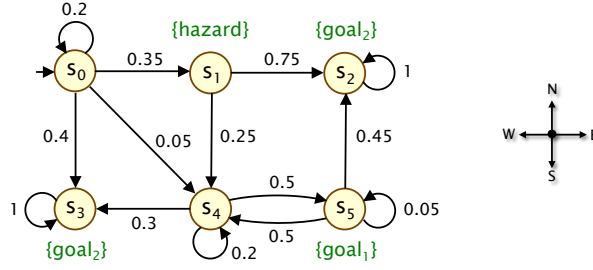 0.2
{hazard} {goal₂}
s₀ 0.35 s₁ 0.75 s₂ 1
N
0.4 0.05 0.25 0.45 W E
S
1 s₃ 0.3 s₄ 0.5 s₅ 0.05
0.5
{goal₂} 0.2 {goal₁}